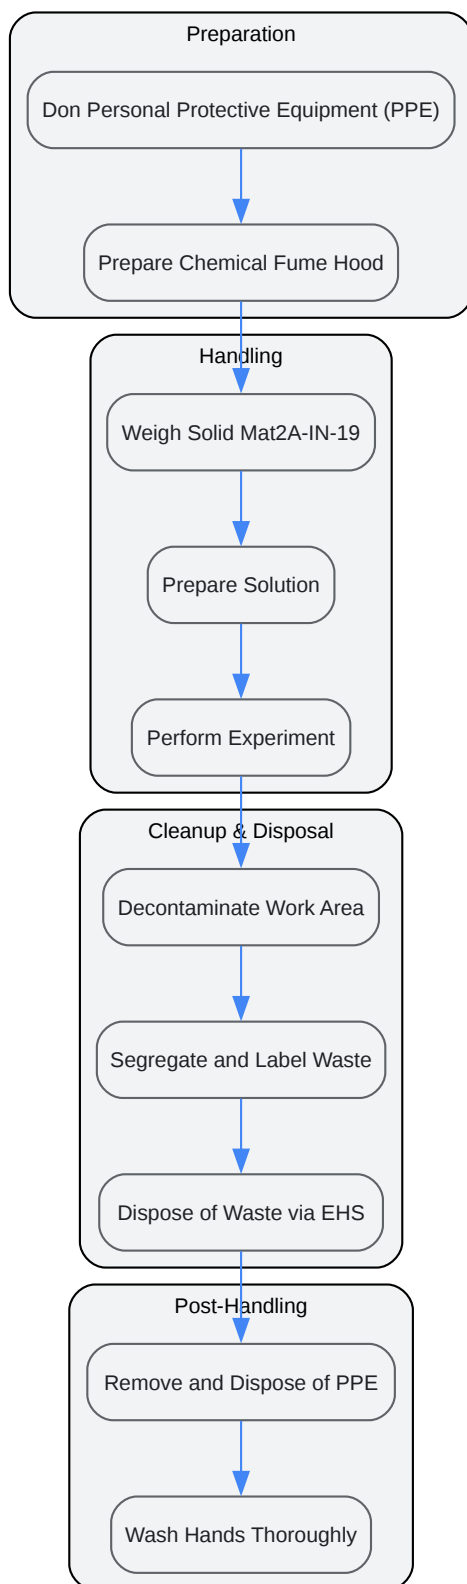 Preparation
Don Personal Protective Equipment (PPE)
Prepare Chemical Fume Hood
Handling
Weigh Solid Mat2A-IN-19
Prepare Solution
Perform Experiment
Cleanup & Disposal
Decontaminate Work Area
Segregate and Label Waste
Dispose of Waste via EHS
Post-Handling
Remove and Dispose of PPE
Wash Hands Thoroughly